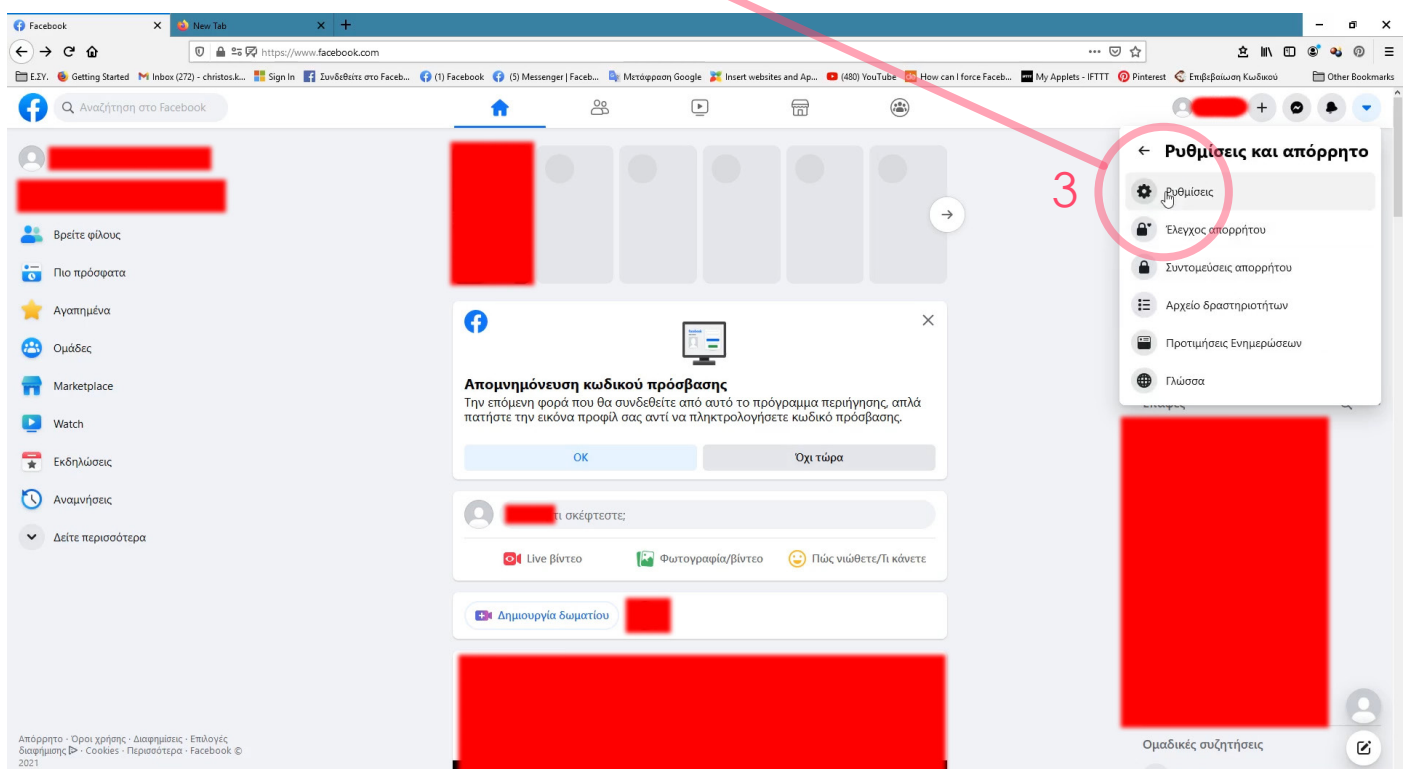 Facebook
New Tab
https://www.facebook.com
Ε.ΣΥ.
Getting Started
Inbox (272) - christos.k...
Sign In
Συνδεθείτε στο Faceb...
(1) Facebook
(5) Messenger | Faceb...
Μετάφραση Google
Insert websites and Ap...
(480) YouTube
How can I force Faceb...
My Applets - IFTTT
Pinterest
Επιβεβαίωση Κωδικού
Other Bookmarks
Αναζήτηση στο Facebook
Βρείτε φίλους
Πιο πρόσφατα
Αγαπημένα
Ομάδες
Marketplace
Watch
Εκδηλώσεις
Αναμνήσεις
Δείτε περισσότερα
Απόρρητο · Όροι χρήσης · Διαφημίσεις · Επιλογές
διαφήμισης · Cookies · Περισσότερα · Facebook ©
2021
Απομνημόνευση κωδικού πρόσβασης
Την επόμενη φορά που θα συνδεθείτε από αυτό το πρόγραμμα περιήγησης, απλά
πατήστε την εικόνα προφίλ σας αντί να πληκτρολογήσετε κωδικό πρόσβασης.
OK
Όχι τώρα
τι σκέφτεστε;
Live βίντεο
Φωτογραφία/βίντεο
Πώς νιώθετε/Τι κάνετε
Δημιουργία δωματίου
3
Ρυθμίσεις και απόρρητο
Ρυθμίσεις
Έλεγχος απορρήτου
Συντομεύσεις απορρήτου
Αρχείο δραστηριοτήτων
Προτιμήσεις Ενημερώσεων
Γλώσσα
Επαφές
Ομαδικές συζητήσεις